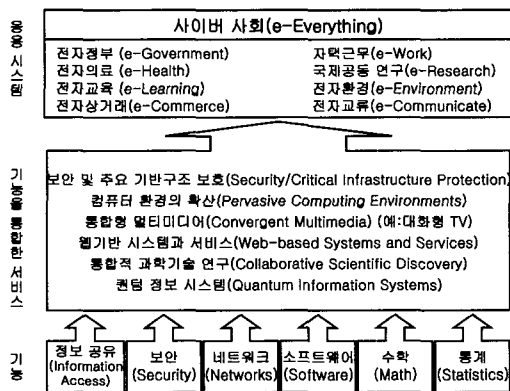 응용 시스템
사이버 사회(e-Everything)
전자정부 (e-Government) 자택근무(e-Work)
전자의료 (e-Health) 국제공동 연구(e-Research)
전자교육 (e-Learning) 전자환경(e-Environment)
전자상거래(e-Commerce) 전자교류(e-Communicate)
기능을 통합한 서비스
보안 및 주요 기반구조 보호(Security/Critical Infrastructure Protection)
컴퓨터 환경의 확산(Pervasive Computing Environments)
통합형 멀티미디어(Convergent Multimedia) (예:대화형 TV)
웹기반 시스템과 서비스(Web-based Systems and Services)
통합적 과학기술 연구(Collaborative Scientific Discovery)
퀀텀 정보 시스템(Quantum Information Systems)
기능
정보 공유 (Information Access)
보안 (Security)
네트워크 (Networks)
소프트웨어 (Software)
수학 (Math)
통계 (Statistics)